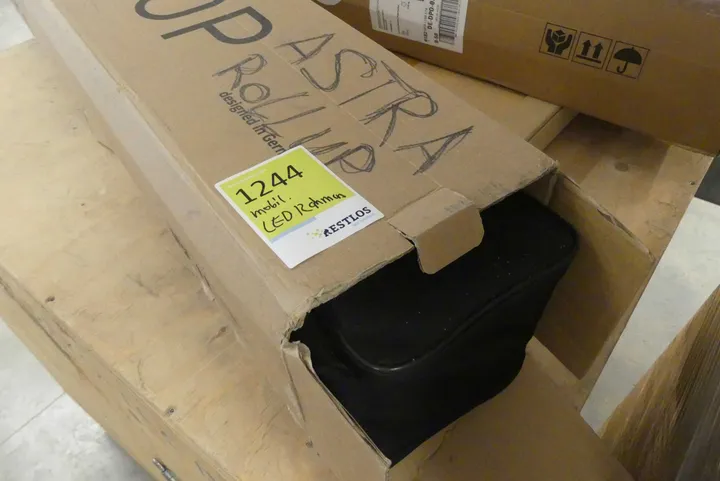 OP
ASTRA
ROLLUP
designed in Ger
1244
mobil.
LED Rahmen
RESTLOS